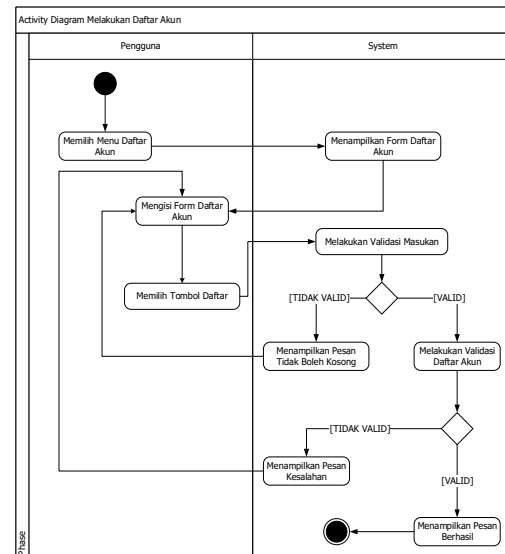 Activity Diagram Melakukan Daftar Akun
Pengguna
System
Memilih Menu Daftar
Akun
Menampilkan Form Daftar
Akun
Mengisi Form Daftar
Akun
Melakukan Validasi Masukan
Memilih Tombol Daftar
[TIDAK VALID]
[VALID]
Menampilkan Pesan
Tidak Boleh Kosong
Melakukan Validasi
Daftar Akun
[TIDAK VALID]
Menampilkan Pesan
Kesalahan
[VALID]
Menampilkan Pesan
Berhasil
Phase